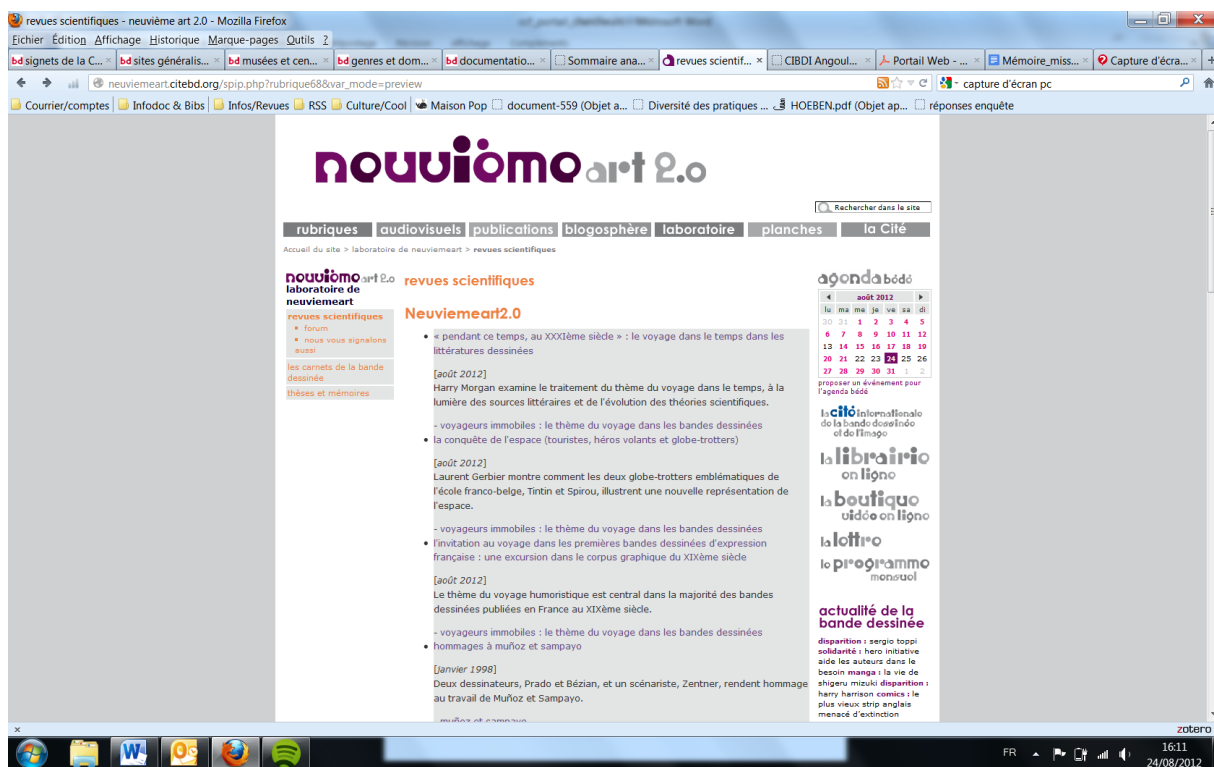 revues scientifiques - neuvième art 2.0 - Mozilla Firefox
Fichier Édition Affichage Historique Marque-pages Outils ?
bd signets de la C... × bd sites généralis... × bd musées et cen... × bd genres et dom... × bd documentatio... × Sommaire ana... × revues scientif... × CIBDI Angoul... × Portail Web - ... × Mémoire_miss... × Capture d'écra... × +
neuviemeart.citebd.org/spip.php?rubrique68&var_mode=preview
capture d'écran pc
Courrier/comptes Infodoc & Bibs Infos/Revues RSS Culture/Cool Maison Pop document-559 (Objet a... Diversité des pratiques ... HOEBEN.pdf (Objet ap... réponses enquête
neuvième art 2.0
Rechercher dans le site
rubriques audiovisuels publications blogosphère laboratoire planches la Cité
Accueil du site > laboratoire de neuviemeart > revues scientifiques
neuvième art 2.0
laboratoire de
neuviemeart
revues scientifiques
forum
nous vous signalons
aussi
les carnets de la bande
dessinée
thèses et mémoires
revues scientifiques
Neuviemeart2.0
• « pendant ce temps, au XXXIème siècle » : le voyage dans le temps dans les
littératures dessinées
[août 2012]
Harry Morgan examine le traitement du thème du voyage dans le temps, à la
lumière des sources littéraires et de l'évolution des théories scientifiques.
- voyageurs immobiles : le thème du voyage dans les bandes dessinées
• la conquête de l'espace (touristes, héros volants et globe-trotters)
[août 2012]
Laurent Gerbier montre comment les deux globe-trotters emblématiques de
l'école franco-belge, Tintin et Spirou, illustrent une nouvelle représentation de
l'espace.
- voyageurs immobiles : le thème du voyage dans les bandes dessinées
• l'invitation au voyage dans les premières bandes dessinées d'expression
française : une excursion dans le corpus graphique du XIXème siècle
[août 2012]
Le thème du voyage humoristique est central dans la majorité des bandes
dessinées publiées en France au XIXème siècle.
- voyageurs immobiles : le thème du voyage dans les bandes dessinées
• hommages à muñoz et sampayo
[janvier 1998]
Deux dessinateurs, Prado et Bézian, et un scénariste, Zentner, rendent hommage
au travail de Muñoz et Sampayo.
- muñoz et sampayo
agenda bédé
août 2012
lu ma me je ve sa di
30 31 1 2 3 4 5
6 7 8 9 10 11 12
13 14 15 16 17 18 19
20 21 22 23 24 25 26
27 28 29 30 31 1 2
proposer un événement pour
l'agenda bédé
la cité internationale
de la bande dessinée
et de l'image
la librairie
en ligne
la boutique
vidéo en ligne
la lettre
le programme
mensuel
actualité de la
bande dessinée
disparition : sergio toppi
solidarité : hero initiative
aide les auteurs dans le
besoin manga : la vie de
shigeru mizuki disparition :
harry harrison comics : le
plus vieux strip anglais
menacé d'extinction
× zotero
FR 16:11
24/08/2012